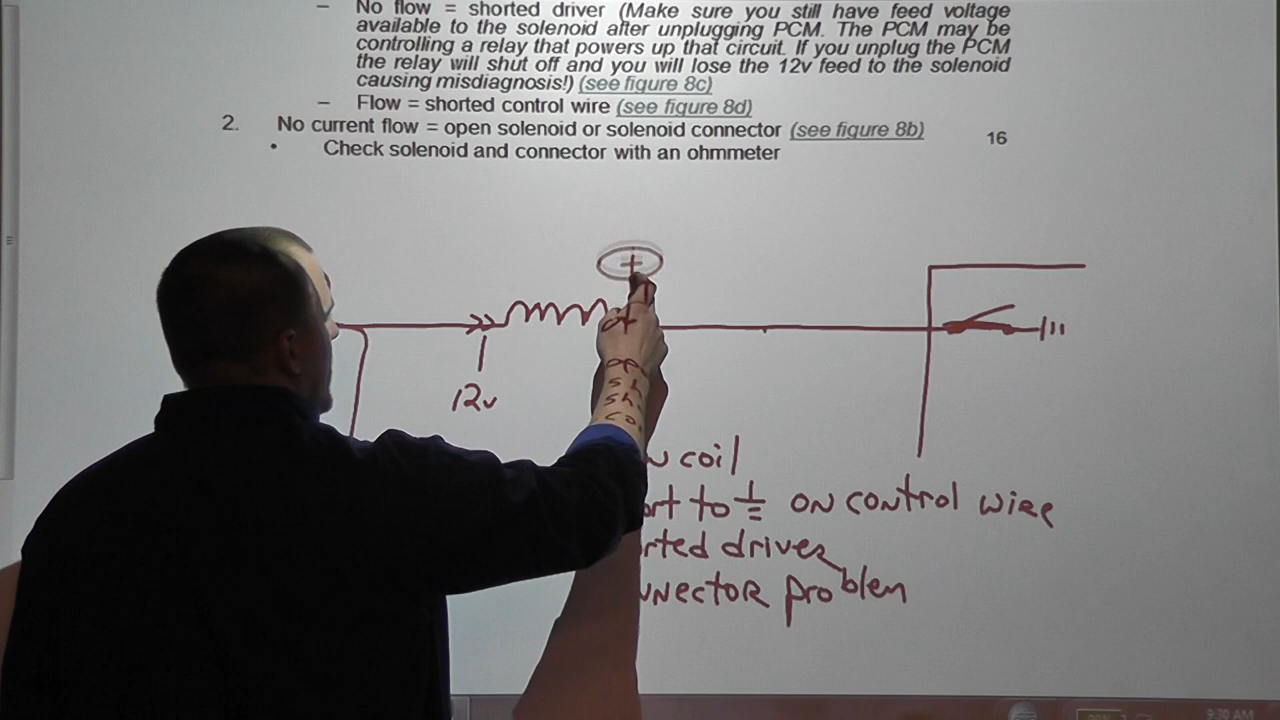 – No flow = shorted driver (Make sure you still have feed voltage
available to the solenoid after unplugging PCM. The PCM may be
controlling a relay that powers up that circuit. If you unplug the PCM
the relay will shut off and you will lose the 12v feed to the solenoid
causing misdiagnosis!) (see figure 8c)
– Flow = shorted control wire (see figure 8d)
2. No current flow = open solenoid or solenoid connector (see figure 8b)
16
• Check solenoid and connector with an ohmmeter
+
12v
coil
to ON control wire
driver
problem
9:20 AM